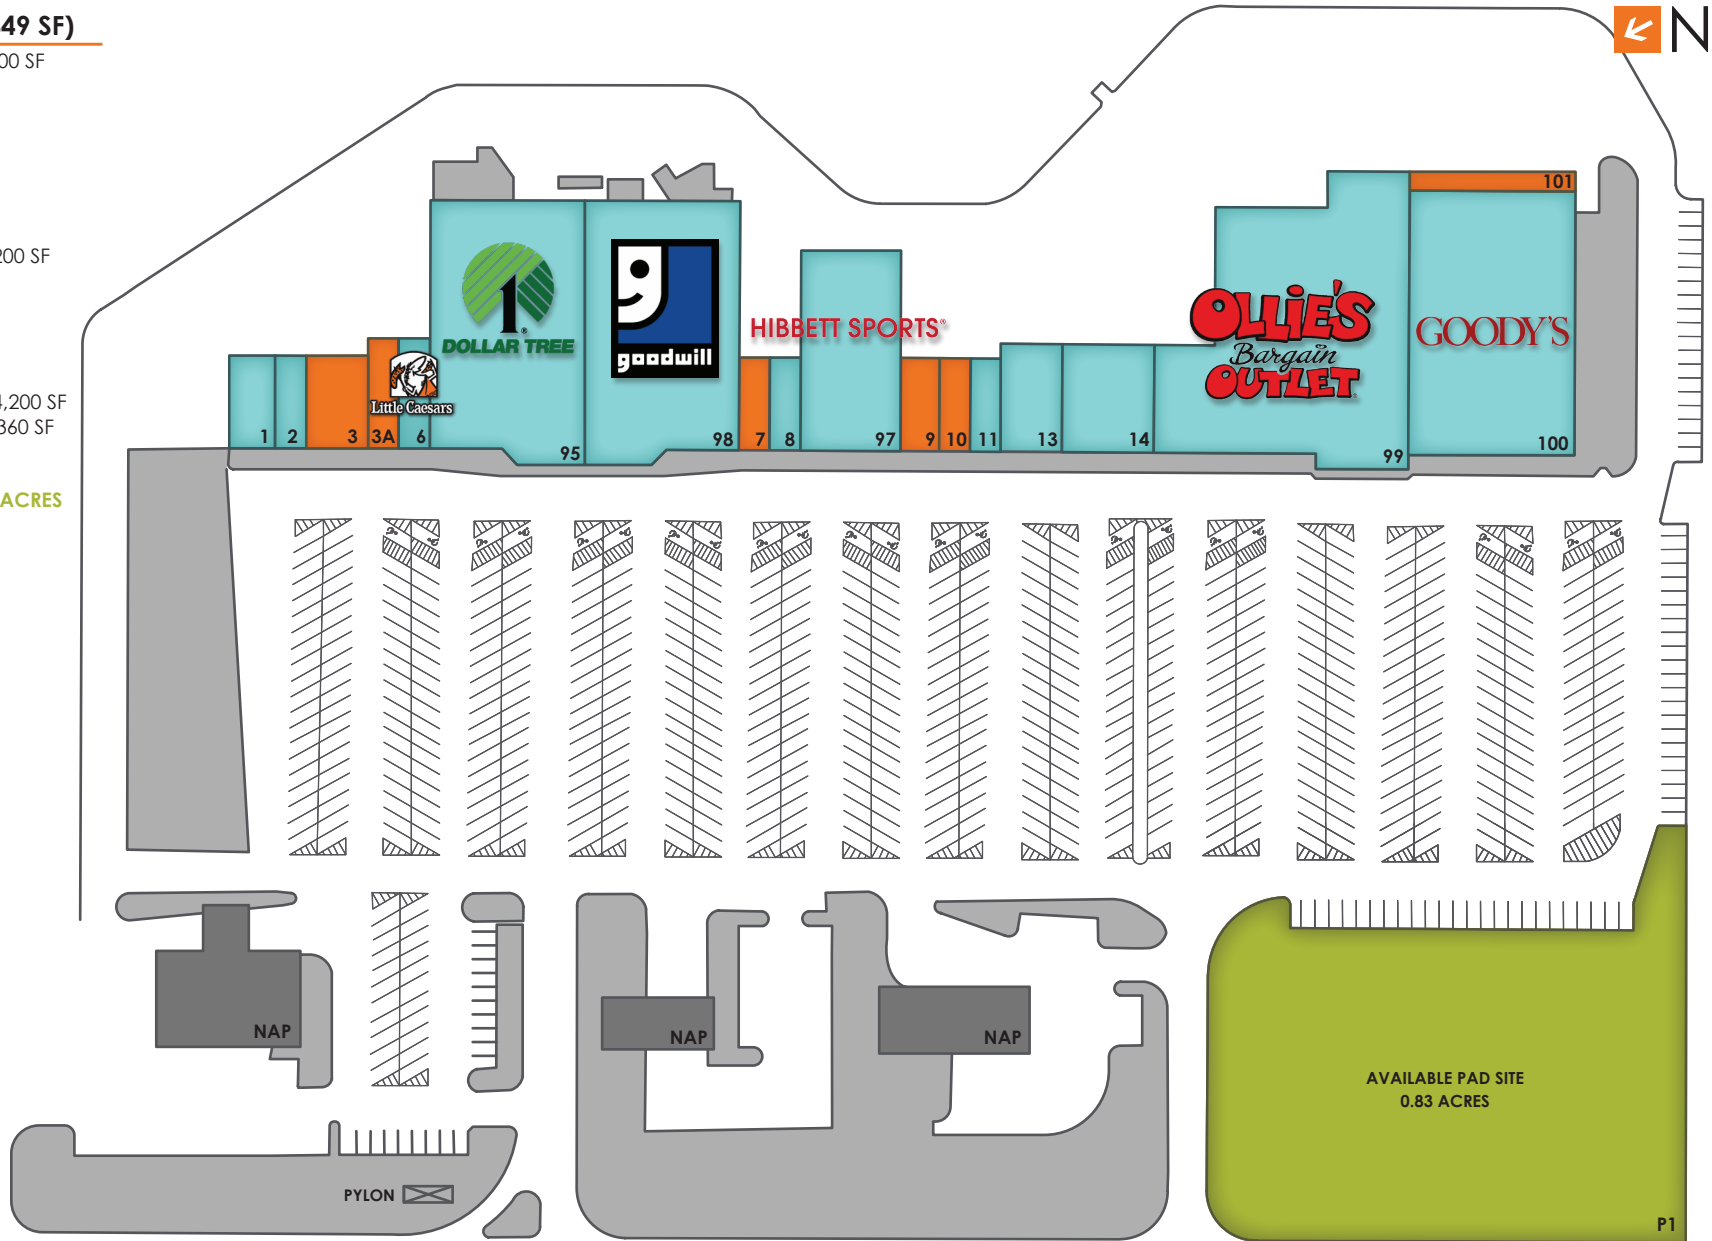 49 SF)
00 SF
200 SF
4,200 SF
360 SF
ACRES
N
101
DOLLAR TREE
goodwill
HIBBETT SPORTS
OLLIE'S
Bargain
OUTLET
GOODY'S
Little Caesars
1 2 3 3A 6 95 98 7 8 97 9 10 11 13 14 99 100
NAP
NAP
NAP
AVAILABLE PAD SITE
0.83 ACRES
PYLON
P1